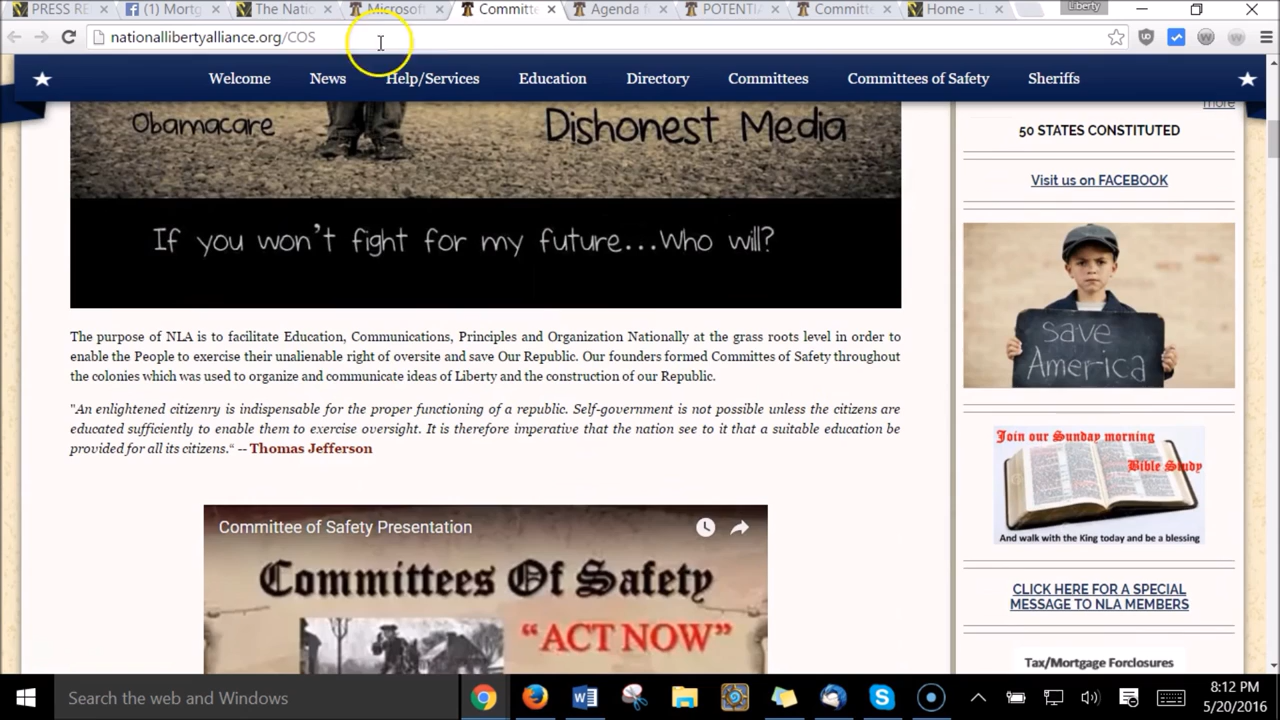 PRESS RE
(1) Mortg
The Natio
Microsoft
Committe
Agenda f
POTENTIA
Committe
Home - L
Liberty
nationallibertyalliance.org/COS
Welcome News Help/Services Education Directory Committees Committees of Safety Sheriffs
Obamacare
Dishonest Media
If you won't fight for my future...Who will?
The purpose of NLA is to facilitate Education, Communications, Principles and Organization Nationally at the grass roots level in order to
enable the People to exercise their unalienable right of oversite and save Our Republic. Our founders formed Committes of Safety throughout
the colonies which was used to organize and communicate ideas of Liberty and the construction of our Republic.
"An enlightened citizenry is indispensable for the proper functioning of a republic. Self-government is not possible unless the citizens are
educated sufficiently to enable them to exercise oversight. It is therefore imperative that the nation see to it that a suitable education be
provided for all its citizens.“ -- Thomas Jefferson
Committee of Safety Presentation
Committees Of Safety
“ACT NOW”
more
50 STATES CONSTITUTED
Visit us on FACEBOOK
save
America
Join our Sunday morning
Bible Study
And walk with the King today and be a blessing
CLICK HERE FOR A SPECIAL
MESSAGE TO NLA MEMBERS
Tax/Mortgage Forclosures
Search the web and Windows
8:12 PM
5/20/2016